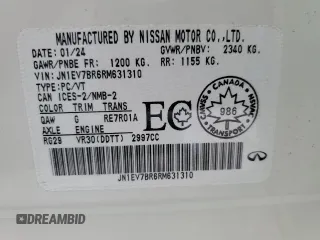 MANUFACTURED BY NISSAN MOTOR CO.,LTD.
DATE: 01/24 GVWR/PNBV: 2340 KG.
GAWR/PNBE FR: 1200 KG. RR: 1155 KG.
VIN: JN1EV7BR6RM631310
TYPE: PC/VT
CAN ICES-2/NMB-2
COLOR TRIM TRANS
QAW G RE7R01A
AXLE ENGINE
RG29 VR30(DDTT) 2997CC
EC
CANADA
CMVSS
NSVAC
986
TRANSPORT
JN1EV7BR6RM631310
DREAMBID